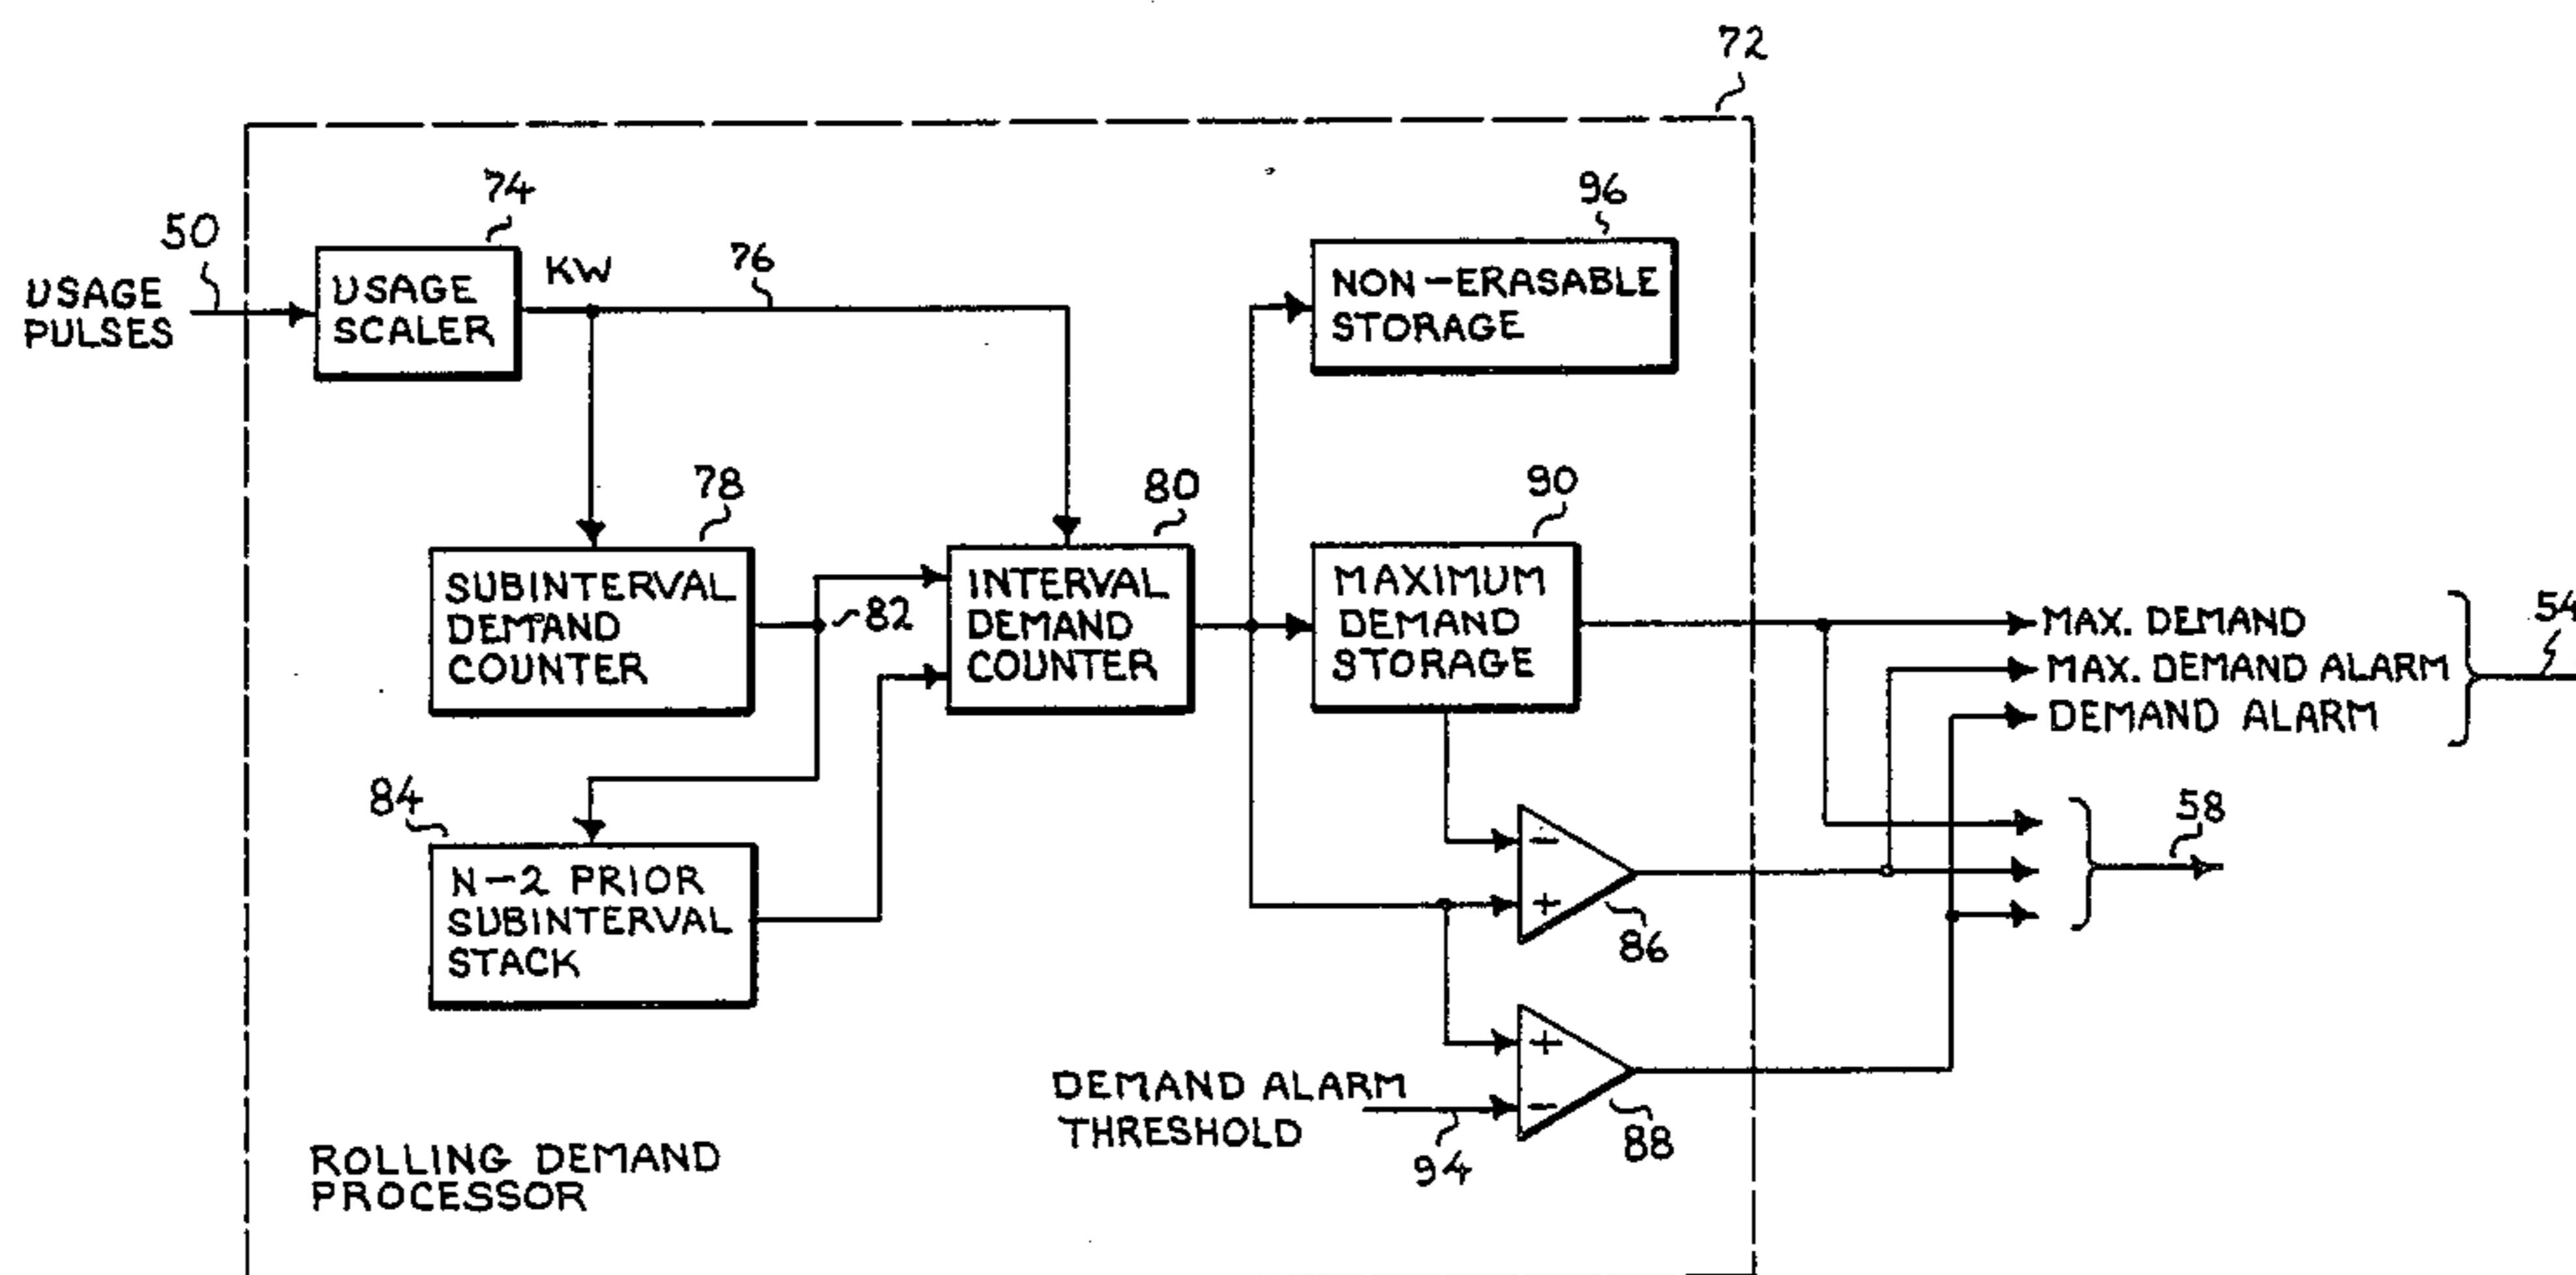 72
74
96
50
KW
76
USAGE
PULSES
USAGE
SCALER
NON-ERASABLE
STORAGE
78
80
90
SUBINTERVAL
DEMAND
COUNTER
82
INTERVAL
DEMAND
COUNTER
MAXIMUM
DEMAND
STORAGE
MAX. DEMAND
MAX. DEMAND ALARM
DEMAND ALARM
54
84
N-2 PRIOR
SUBINTERVAL
STACK
-
+
86
58
+
-
88
DEMAND ALARM
THRESHOLD
94
ROLLING DEMAND
PROCESSOR